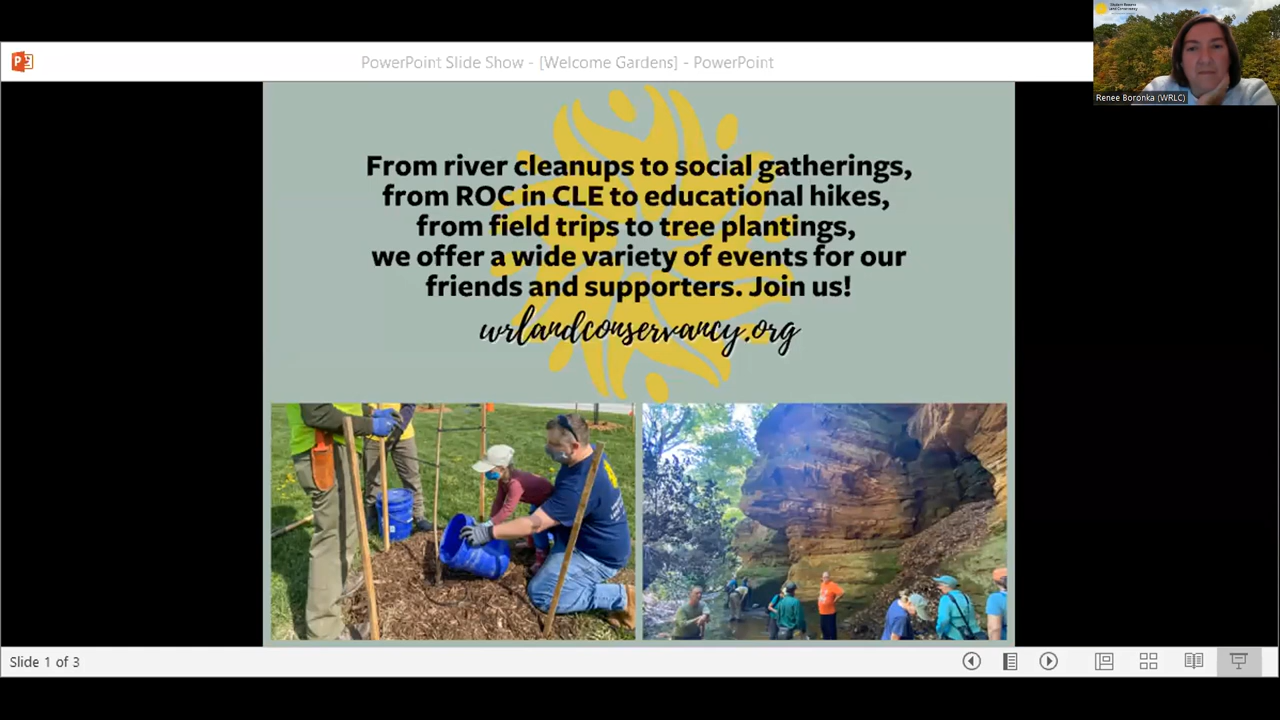 PowerPoint Slide Show - [Welcome Gardens] - PowerPoint
Renee Boronka (WRLC)
From river cleanups to social gatherings,
from ROC in CLE to educational hikes,
from field trips to tree plantings,
we offer a wide variety of events for our
friends and supporters. Join us!
wrlandconservancy.org
Slide 1 of 3